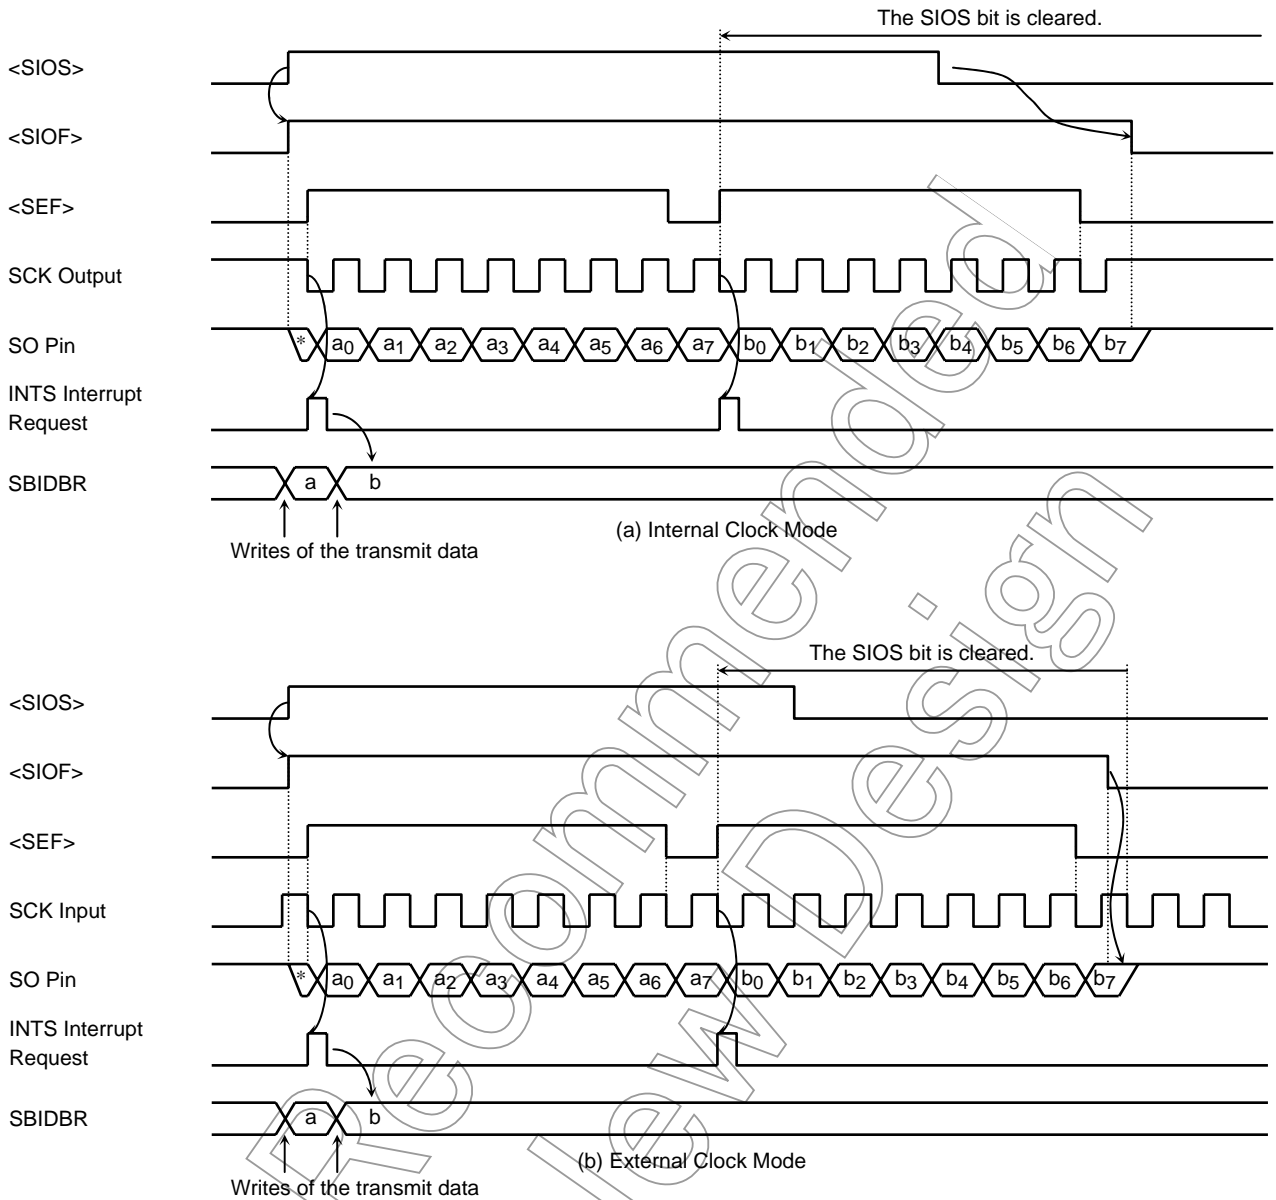 The SIOS bit is cleared.
<SIOS>
<SIOF>
<SEF>
SCK Output
SO Pin
* a0 a1 a2 a3 a4 a5 a6 a7 b0 b1 b2 b3 b4 b5 b6 b7
INTS Interrupt
Request
SBIDBR
a b
(a) Internal Clock Mode
Writes of the transmit data
The SIOS bit is cleared.
<SIOS>
<SIOF>
<SEF>
SCK Input
SO Pin
* a0 a1 a2 a3 a4 a5 a6 a7 b0 b1 b2 b3 b4 b5 b6 b7
INTS Interrupt
Request
SBIDBR
a b
(b) External Clock Mode
Writes of the transmit data
Recommended
Design